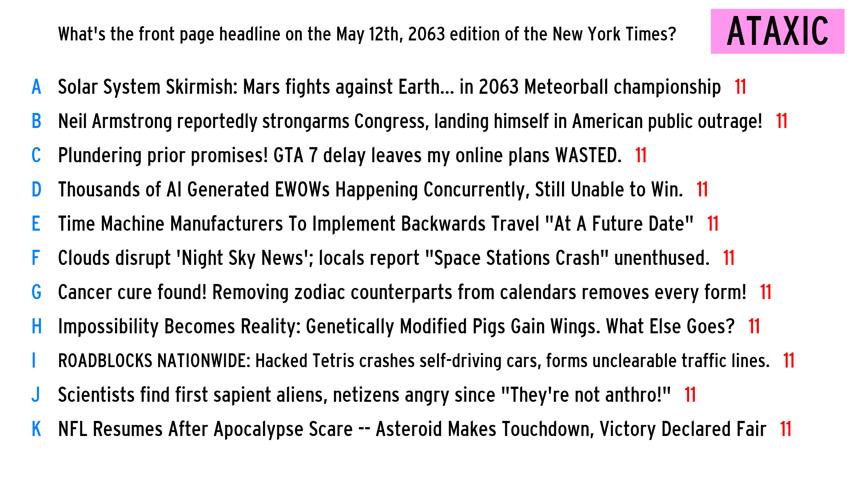 What's the front page headline on the May 12th, 2063 edition of the New York Times?
ATAXIC
A Solar System Skirmish: Mars fights against Earth... in 2063 Meteorball championship 11
B Neil Armstrong reportedly strongarms Congress, landing himself in American public outrage! 11
C Plundering prior promises! GTA 7 delay leaves my online plans WASTED. 11
D Thousands of AI Generated EWOWs Happening Concurrently, Still Unable to Win. 11
E Time Machine Manufacturers To Implement Backwards Travel "At A Future Date" 11
F Clouds disrupt 'Night Sky News'; locals report "Space Stations Crash" unenthused. 11
G Cancer cure found! Removing zodiac counterparts from calendars removes every form! 11
H Impossibility Becomes Reality: Genetically Modified Pigs Gain Wings. What Else Goes? 11
I ROADBLOCKS NATIONWIDE: Hacked Tetris crashes self-driving cars, forms unclearable traffic lines. 11
J Scientists find first sapient aliens, netizens angry since "They're not anthro!" 11
K NFL Resumes After Apocalypse Scare -- Asteroid Makes Touchdown, Victory Declared Fair 11